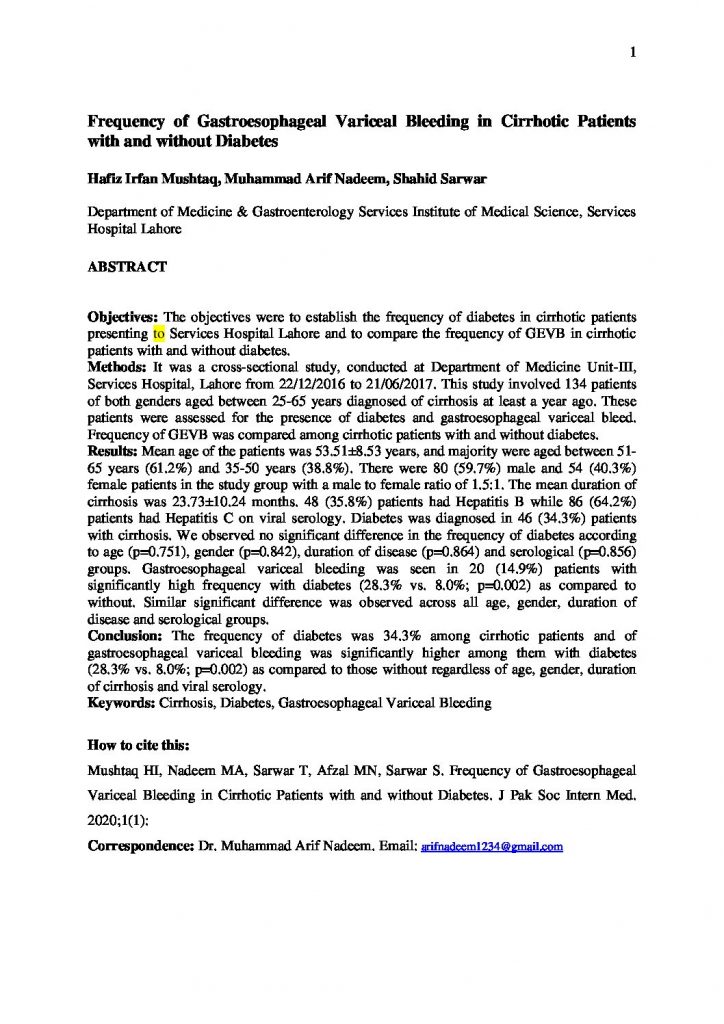 1
Frequency of Gastroesophageal Variceal Bleeding in Cirrhotic Patients
with and without Diabetes
Hafiz Irfan Mushtaq, Muhammad Arif Nadeem, Shahid Sarwar
Department of Medicine & Gastroenterology Services Institute of Medical Science, Services
Hospital Lahore
ABSTRACT
Objectives: The objectives were to establish the frequency of diabetes in cirrhotic patients
presenting to Services Hospital Lahore and to compare the frequency of GEVB in cirrhotic
patients with and without diabetes.
Methods: It was a cross-sectional study, conducted at Department of Medicine Unit-III,
Services Hospital, Lahore from 22/12/2016 to 21/06/2017. This study involved 134 patients
of both genders aged between 25-65 years diagnosed of cirrhosis at least a year ago. These
patients were assessed for the presence of diabetes and gastroesophageal variceal bleed.
Frequency of GEVB was compared among cirrhotic patients with and without diabetes.
Results: Mean age of the patients was 53.51±8.53 years, and majority were aged between 51-
65 years (61.2%) and 35-50 years (38.8%). There were 80 (59.7%) male and 54 (40.3%)
female patients in the study group with a male to female ratio of 1.5:1. The mean duration of
cirrhosis was 23.73±10.24 months. 48 (35.8%) patients had Hepatitis B while 86 (64.2%)
patients had Hepatitis C on viral serology. Diabetes was diagnosed in 46 (34.3%) patients
with cirrhosis. We observed no significant difference in the frequency of diabetes according
to age (p=0.751), gender (p=0.842), duration of disease (p=0.864) and serological (p=0.856)
groups. Gastroesophageal variceal bleeding was seen in 20 (14.9%) patients with
significantly high frequency with diabetes (28.3% vs. 8.0%; p=0.002) as compared to
without. Similar significant difference was observed across all age, gender, duration of
disease and serological groups.
Conclusion: The frequency of diabetes was 34.3% among cirrhotic patients and of
gastroesophageal variceal bleeding was significantly higher among them with diabetes
(28.3% vs. 8.0%; p=0.002) as compared to those without regardless of age, gender, duration
of cirrhosis and viral serology.
Keywords: Cirrhosis, Diabetes, Gastroesophageal Variceal Bleeding
How to cite this:
Mushtaq HI, Nadeem MA, Sarwar T, Afzal MN, Sarwar S. Frequency of Gastroesophageal
Variceal Bleeding in Cirrhotic Patients with and without Diabetes. J Pak Soc Intern Med.
2020;1(1):
Correspondence: Dr. Muhammad Arif Nadeem. Email: arifnadeem1234@gmail.com